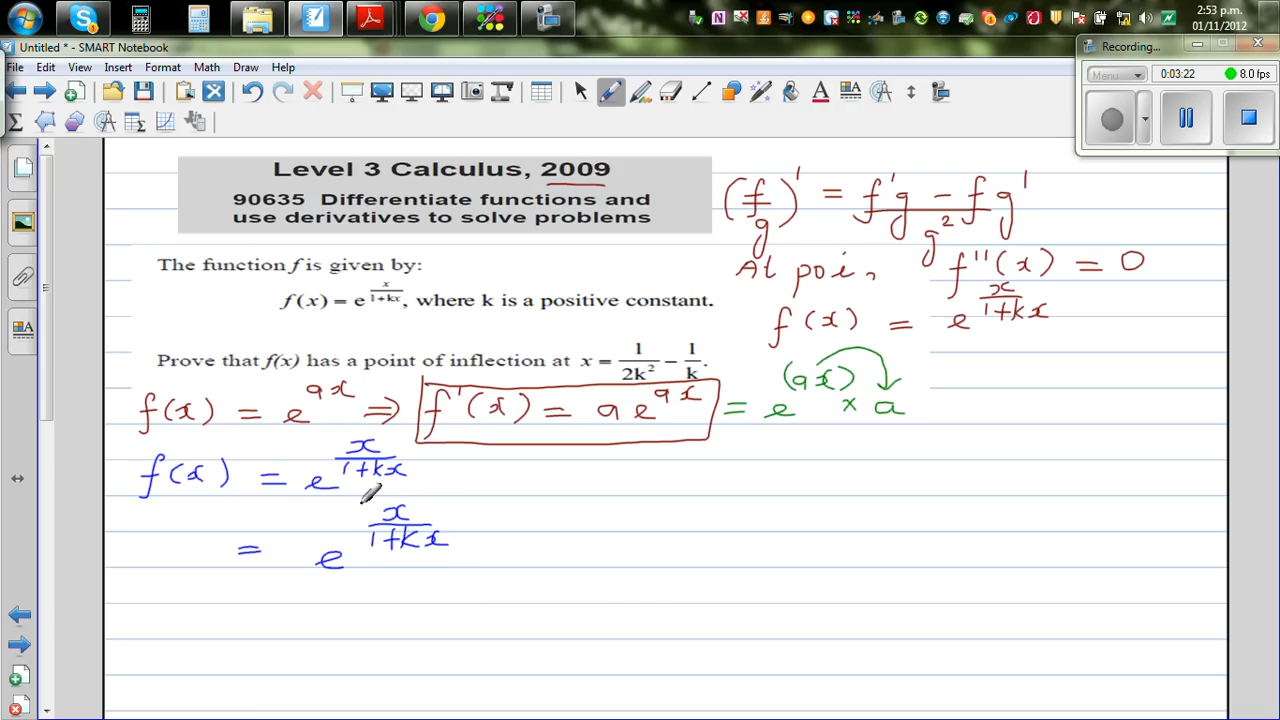 2:53 p.m.
01/11/2012
Untitled * - SMART Notebook
Recording...
File Edit View Insert Format Math Draw Help
Menu 00:03:22 8.0 fps
Level 3 Calculus, 2009
90635 Differentiate functions and
use derivatives to solve problems
(f/g)' = (f'g - fg')/g²
The function f is given by:
At poi, f''(x) = 0
f(x) = e^(x/(1+kx)), where k is a positive constant.
f(x) = e^(x/(1+kx))
Prove that f(x) has a point of inflection at x = 1/(2k²) − 1/k.
f(x) = e^(ax) ⇒ f'(x) = a e^(ax) = e^(ax) × a
f(x) = e^(x/(1+kx))
= e^(x/(1+kx))